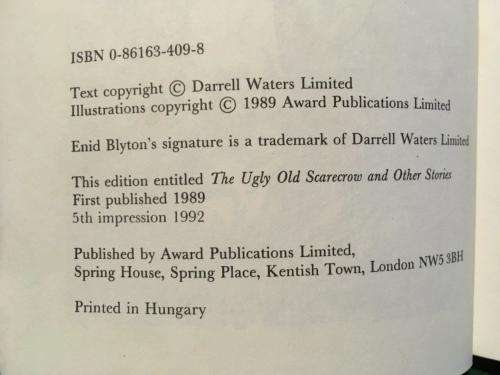 ISBN 0-86163-409-8
Text copyright © Darrell Waters Limited
Illustrations copyright © 1989 Award Publications Limited
Enid Blyton's signature is a trademark of Darrell Waters Limited
This edition entitled The Ugly Old Scarecrow and Other Stories
First published 1989
5th impression 1992
Published by Award Publications Limited,
Spring House, Spring Place, Kentish Town, London NW5 3BH
Printed in Hungary